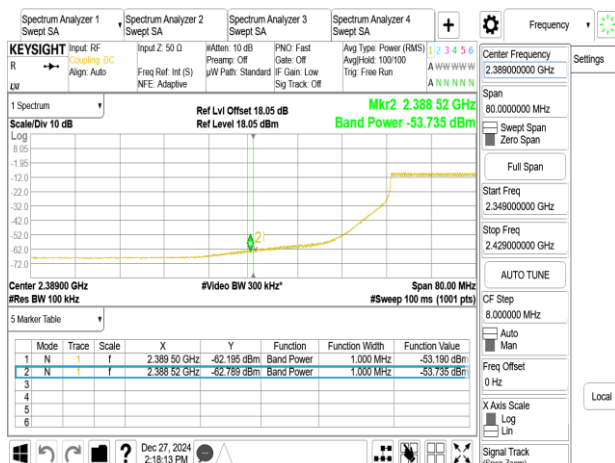 Spectrum Analyzer 1
Swept SA
Spectrum Analyzer 2
Swept SA
Spectrum Analyzer 3
Swept SA
Spectrum Analyzer 4
Swept SA
+
Frequency
KEYSIGHT
R
LXI
Input: RF
Coupling: DC
Align: Auto
Input Z: 50 Ω
Freq Ref: Int (S)
NFE: Adaptive
#Atten: 10 dB
Preamp: Off
µW Path: Standard
PNO: Fast
Gate: Off
IF Gain: Low
Sig Track: Off
Avg Type: Power (RMS)
Avg|Hold: 100/100
Trig: Free Run
1 2 3 4 5 6
A W W W W W
A N N N N N
1 Spectrum
Scale/Div 10 dB
Ref Lvl Offset 18.05 dB
Ref Level 18.05 dBm
Mkr2 2.388 52 GHz
Band Power -53.735 dBm
Log
8.05
-1.95
-12.0
-22.0
-32.0
-42.0
-52.0
-62.0
-72.0
2
Center 2.38900 GHz
#Res BW 100 kHz
#Video BW 300 kHz*
Span 80.00 MHz
#Sweep 100 ms (1001 pts)
5 Marker Table
Mode Trace Scale X Y Function Function Width Function Value
1 N 1 f 2.389 50 GHz -62.195 dBm Band Power 1.000 MHz -53.190 dBm
2 N 1 f 2.388 52 GHz -62.789 dBm Band Power 1.000 MHz -53.735 dBm
3
4
5
6
Dec 27, 2024
2:18:13 PM
Center Frequency
2.389000000 GHz
Span
80.0000000 MHz
Swept Span
Zero Span
Full Span
Start Freq
2.349000000 GHz
Stop Freq
2.429000000 GHz
AUTO TUNE
CF Step
8.000000 MHz
Auto
Man
Freq Offset
0 Hz
X Axis Scale
Log
Lin
Signal Track
(Span Zoom)
Settings
Local